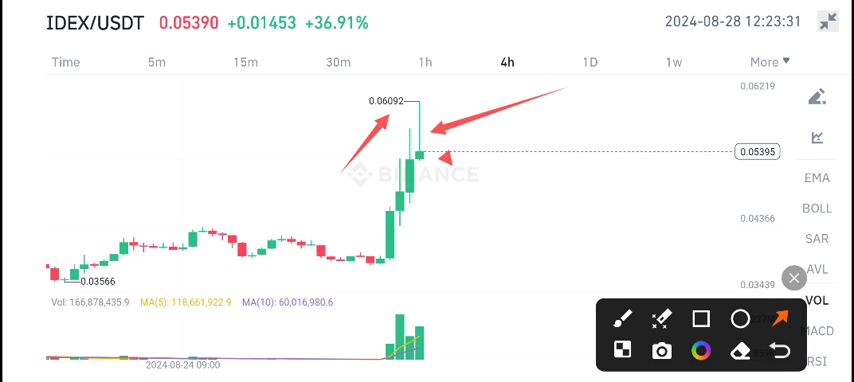 IDEX/USDT 0.05390 +0.01453 +36.91% 2024-08-28 12:23:31
Time 5m 15m 30m 1h 4h 1D 1w More
0.06219
0.06092
0.05395
BINANCE
EMA
BOLL
0.04366
SAR
AVL
0.03566
0.03439
Vol: 166,878,435.9 MA(5): 118,661,922.9 MA(10): 60,016,980.6
VOL
MACD
RSI
2024-08-24 09:00